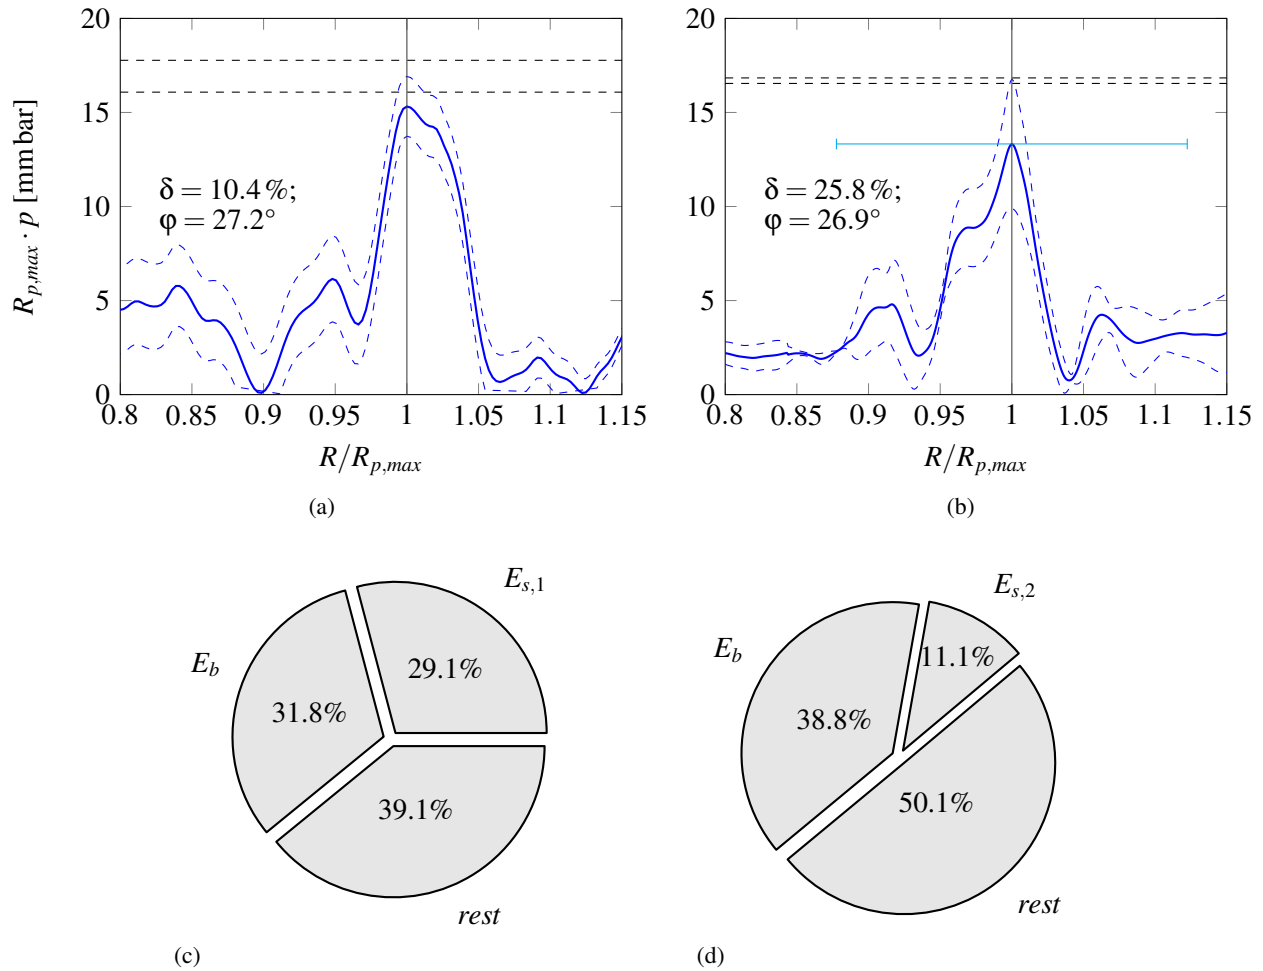 20
15
10
5
0
R_{p,max} · p [mmbar]
δ = 10.4 %;
φ = 27.2°
0.8 0.85 0.9 0.95 1 1.05 1.1 1.15
R/R_{p,max}
(a)
20
15
10
5
0
δ = 25.8 %;
φ = 26.9°
0.8 0.85 0.9 0.95 1 1.05 1.1 1.15
R/R_{p,max}
(b)
E_{s,1}
E_b
29.1%
31.8%
39.1%
rest
(c)
E_{s,2}
E_b
11.1%
38.8%
50.1%
rest
(d)